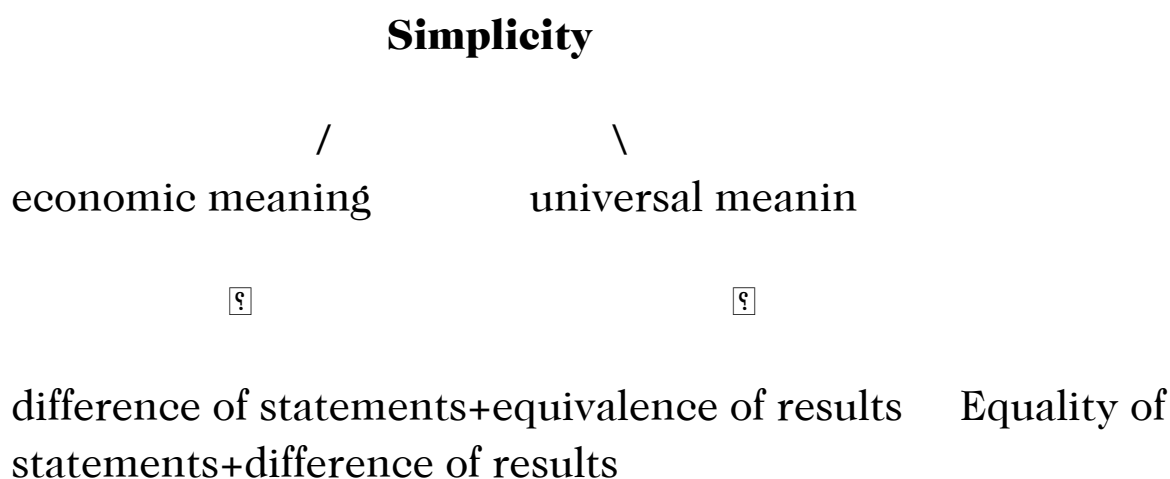 Simplicity
/ \
economic meaning universal meanin
⸮ ⸮
difference of statements+equivalence of results Equality of
statements+difference of results